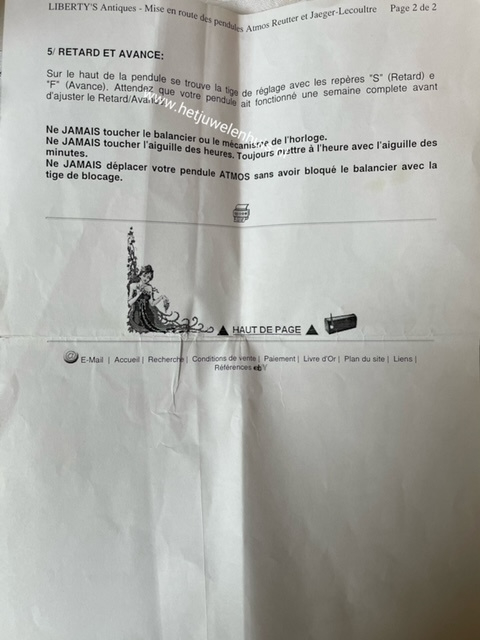 LIBERTY'S Antiques - Mise en route des pendules Atmos Reutter et Jaeger-Lecoultre Page 2 de 2
5/ RETARD ET AVANCE:
Sur le haut de la pendule se trouve la tige de réglage avec les repères "S" (Retard) e
"F" (Avance). Attendez que votre pendule ait fonctionné une semaine complete avant
d'ajuster le Retard/Avan
www.hetjuwelenh
Ne JAMAIS toucher le balancier ou le mécanisme de l'horloge.
Ne JAMAIS toucher l'aiguille des heures. Toujours mettre à l'heure avec l'aiguille des
minutes.
Ne JAMAIS déplacer votre pendule ATMOS sans avoir bloqué le balancier avec la
tige de blocage.
HAUT DE PAGE
@ E-Mail | Accueil | Recherche | Conditions de vente | Paiement | Livre d'Or | Plan du site | Liens |
Références